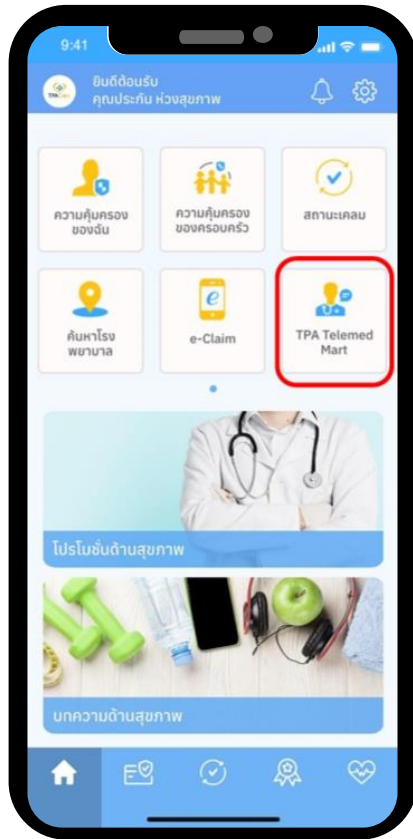 9:41
ยินดีต้อนรับ
คุณประกัน ห่วงสุขภาพ
ความคุ้มครอง
ของฉัน
ความคุ้มครอง
ของครอบครัว
สถานะเคลม
ค้นหาโรง
พยาบาล
e
e-Claim
TPA Telemed
Mart
โปรโมชั่นด้านสุขภาพ
บทความด้านสุขภาพ